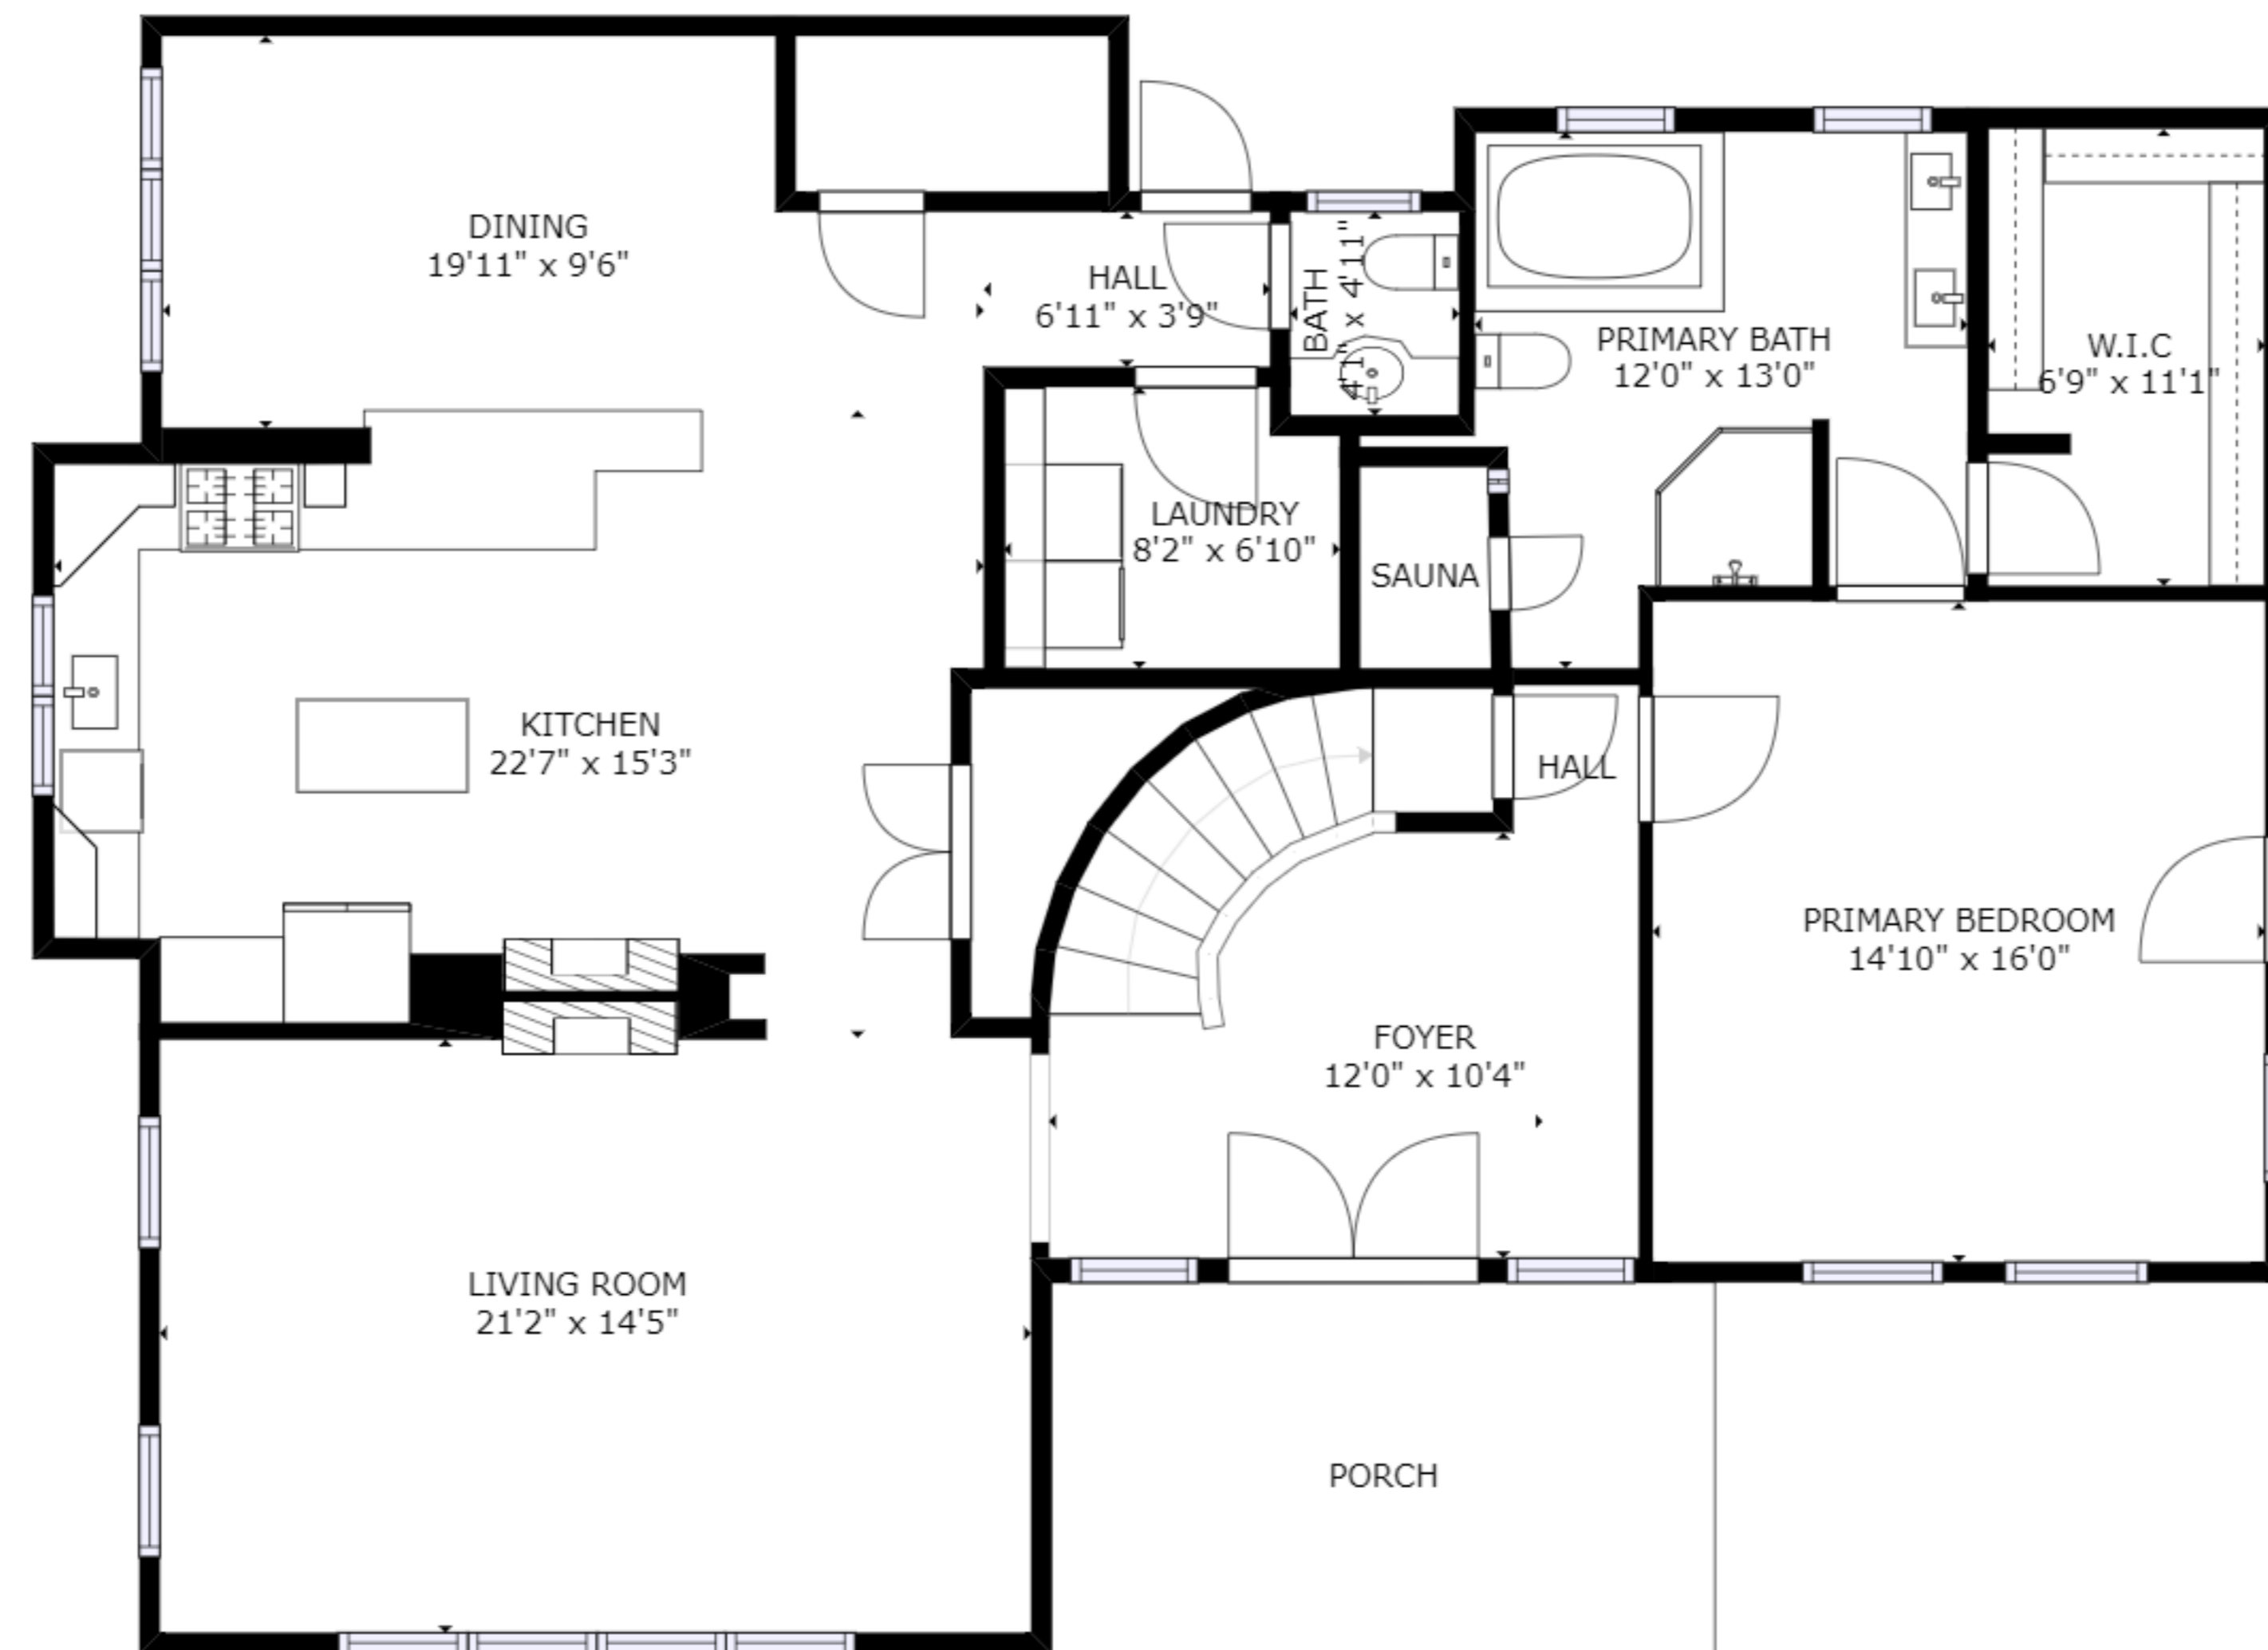 DINING
19'11" x 9'6"
HALL
6'11" x 3'9"
BATH
4'1" x 4'11"
PRIMARY BATH
12'0" x 13'0"
W.I.C
6'9" x 11'1"
LAUNDRY
8'2" x 6'10"
SAUNA
KITCHEN
22'7" x 15'3"
HALL
PRIMARY BEDROOM
14'10" x 16'0"
FOYER
12'0" x 10'4"
LIVING ROOM
21'2" x 14'5"
PORCH